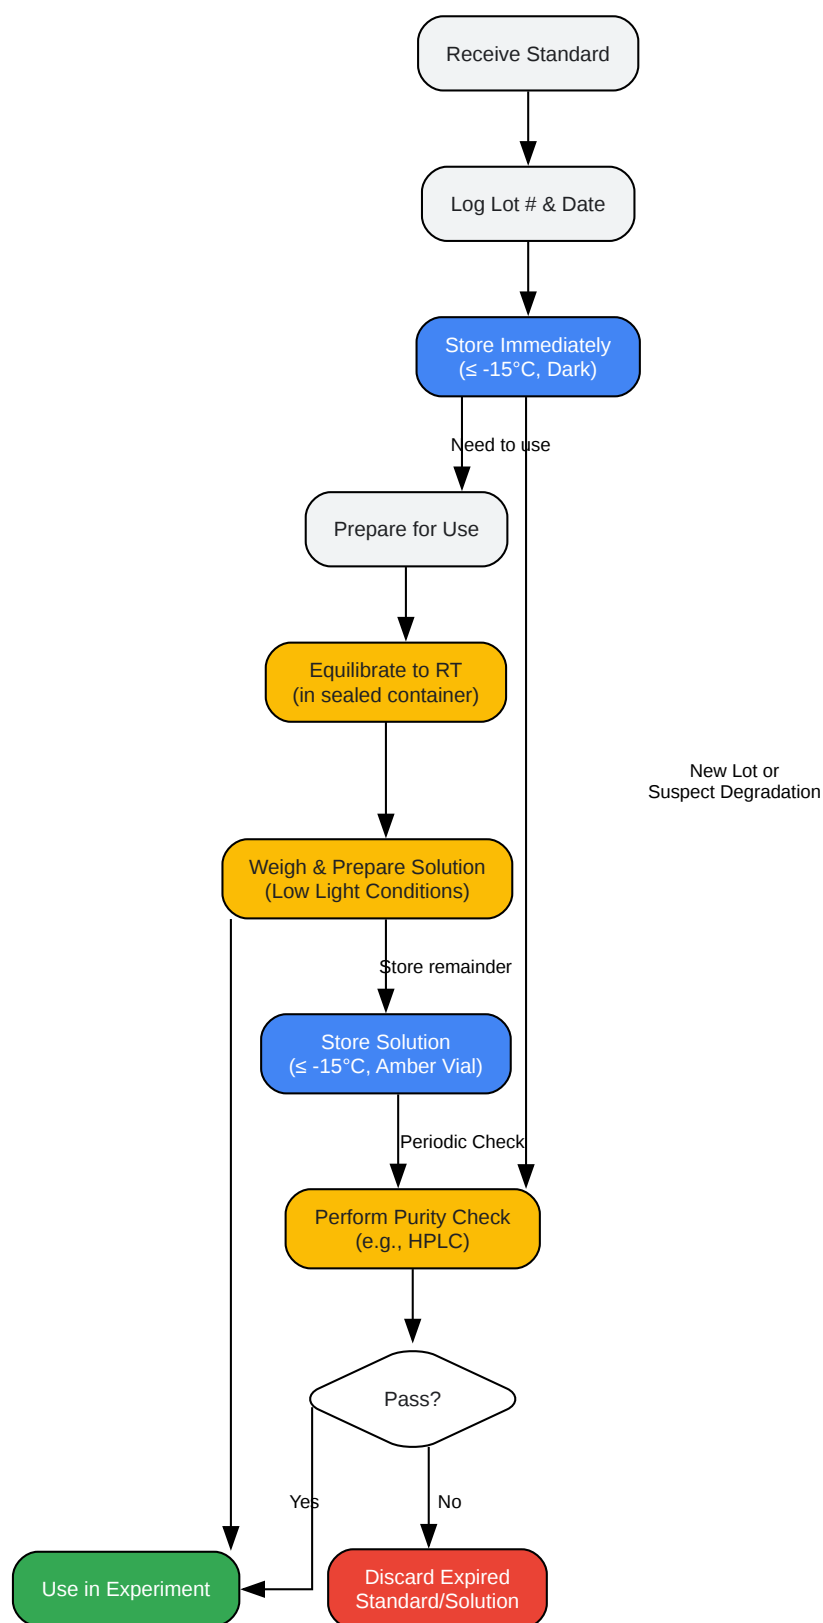 Receive Standard
Log Lot # & Date
Store Immediately
(≤ -15°C, Dark)
Need to use
Prepare for Use
Equilibrate to RT
(in sealed container)
New Lot or
Suspect Degradation
Weigh & Prepare Solution
(Low Light Conditions)
Store remainder
Store Solution
(≤ -15°C, Amber Vial)
Periodic Check
Perform Purity Check
(e.g., HPLC)
Pass?
Yes
No
Use in Experiment
Discard Expired
Standard/Solution